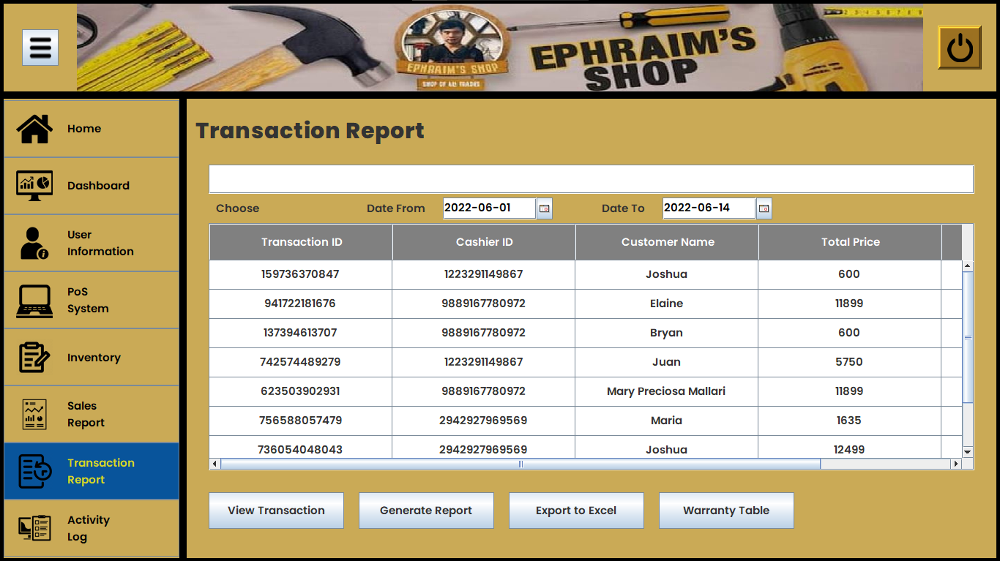 EPHRAIM'S SHOP
SHOP OF ALL TRADES
EPHRAIM'S
SHOP
Home
Dashboard
User
Information
PoS
System
Inventory
Sales
Report
Transaction
Report
Activity
Log
Transaction Report
Choose Date From 2022-06-01 Date To 2022-06-14
Transaction ID Cashier ID Customer Name Total Price
159736370847 1223291149867 Joshua 600
941722181676 9889167780972 Elaine 11899
137394613707 9889167780972 Bryan 600
742574489279 1223291149867 Juan 5750
623503902931 9889167780972 Mary Preciosa Mallari 11899
756588057479 2942927969569 Maria 1635
736054048043 2942927969569 Joshua 12499
View Transaction Generate Report Export to Excel Warranty Table